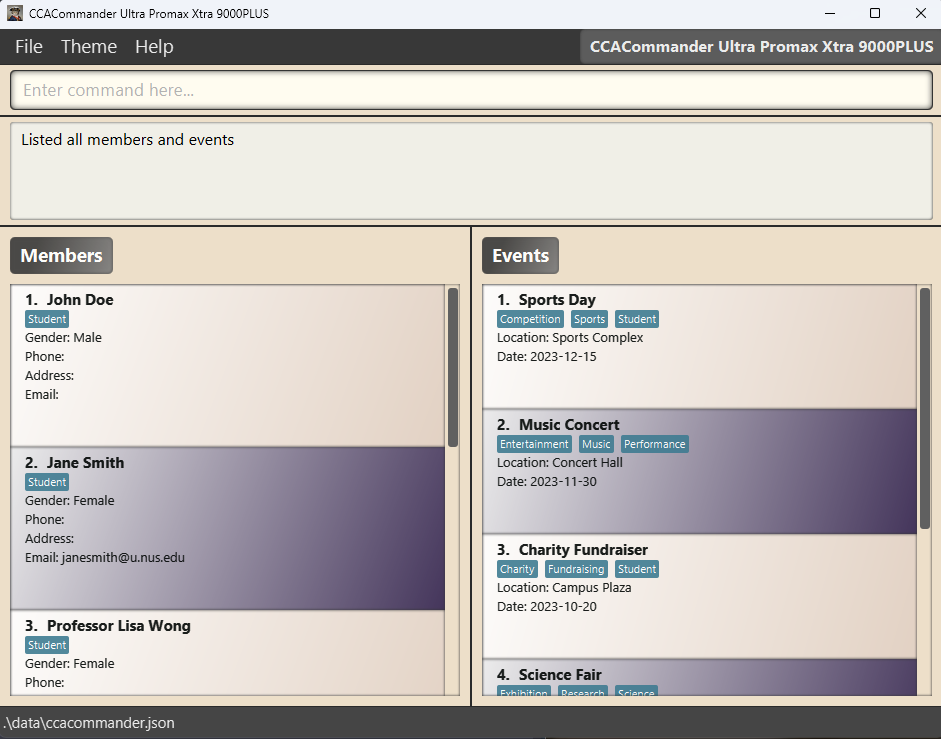 CCACommander Ultra Promax Xtra 9000PLUS
File Theme Help CCACommander Ultra Promax Xtra 9000PLUS
Enter command here...
Listed all members and events
Members
1. John Doe
Student
Gender: Male
Phone:
Address:
Email:
2. Jane Smith
Student
Gender: Female
Phone:
Address:
Email: janesmith@u.nus.edu
3. Professor Lisa Wong
Student
Gender: Female
Phone:
Events
1. Sports Day
Competition Sports Student
Location: Sports Complex
Date: 2023-12-15
2. Music Concert
Entertainment Music Performance
Location: Concert Hall
Date: 2023-11-30
3. Charity Fundraiser
Charity Fundraising Student
Location: Campus Plaza
Date: 2023-10-20
4. Science Fair
Exhibition Research Science
.\data\ccacommander.json